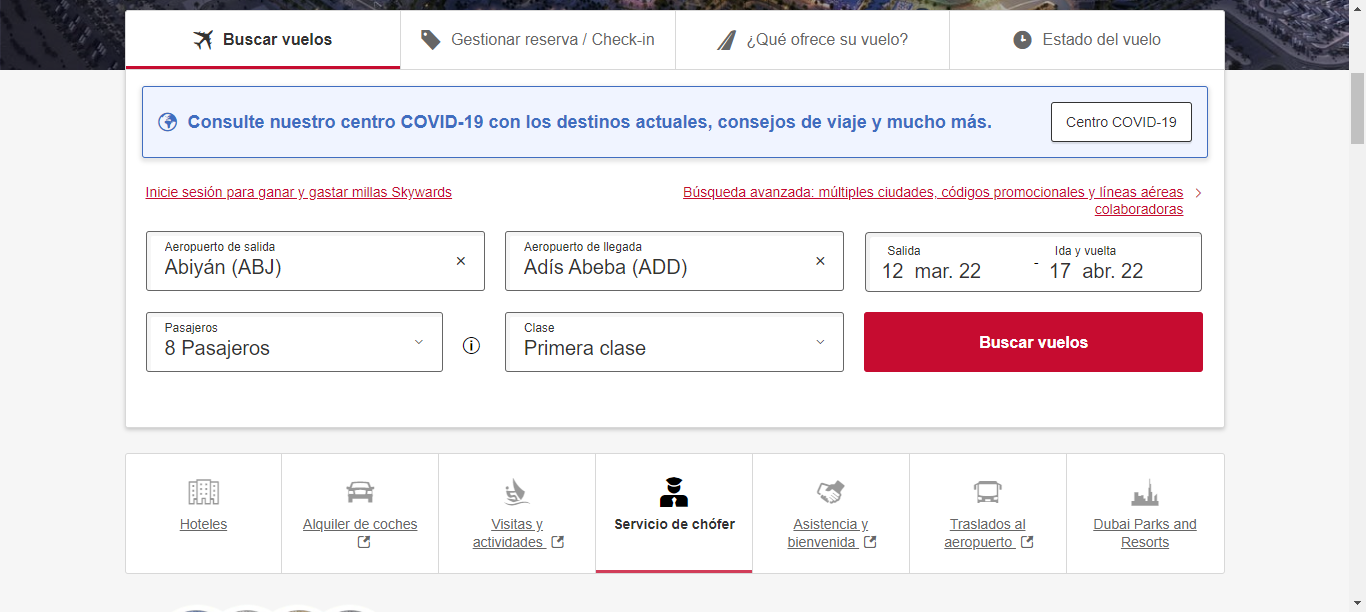 Buscar vuelos
Gestionar reserva / Check-in
¿Qué ofrece su vuelo?
Estado del vuelo
Consulte nuestro centro COVID-19 con los destinos actuales, consejos de viaje y mucho más.
Centro COVID-19
Inicie sesión para ganar y gastar millas Skywards
Búsqueda avanzada: múltiples ciudades, códigos promocionales y líneas aéreas
colaboradoras
Aeropuerto de salida
Abiyán (ABJ)
Aeropuerto de llegada
Adís Abeba (ADD)
Salida
12 mar. 22
-
Ida y vuelta
17 abr. 22
Pasajeros
8 Pasajeros
Clase
Primera clase
Buscar vuelos
Hoteles
Alquiler de coches
Visitas y
actividades
Servicio de chófer
Asistencia y
bienvenida
Traslados al
aeropuerto
Dubai Parks and
Resorts